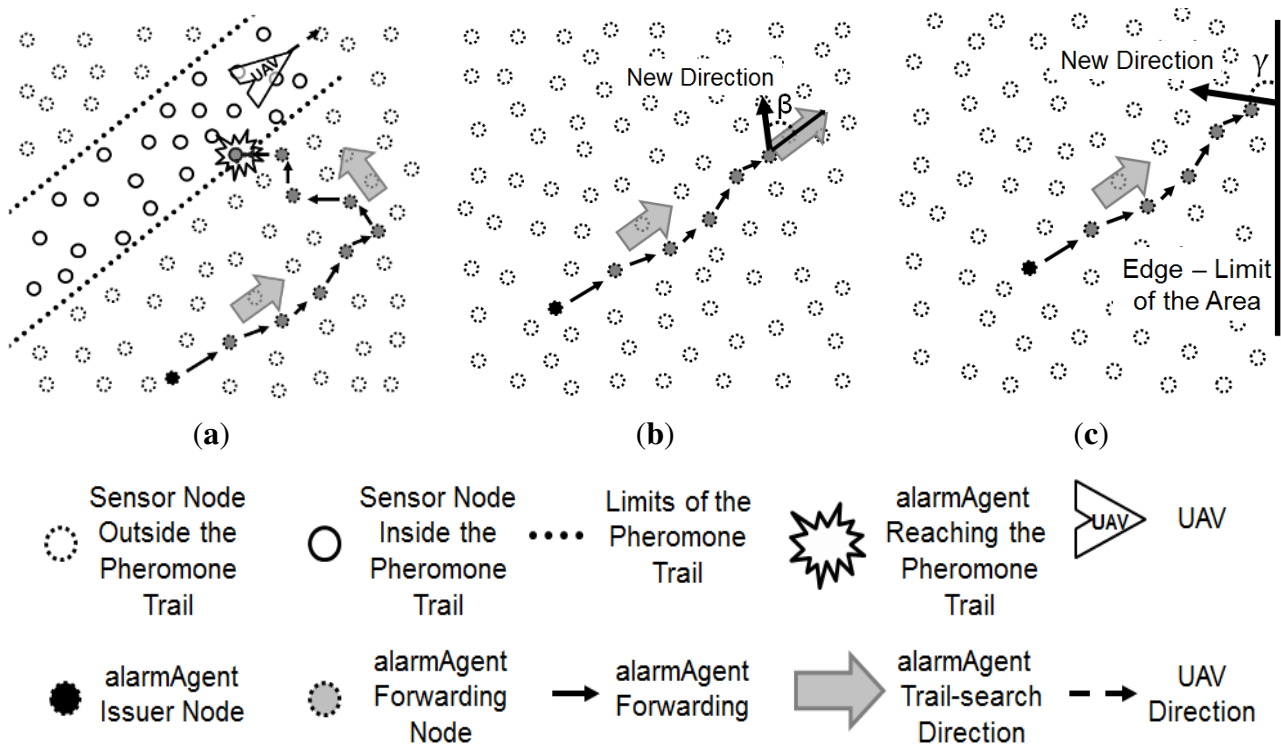 UAV
New Direction
β
New Direction
γ
Edge – Limit
of the Area
(a)
(b)
(c)
Sensor Node
Outside the
Pheromone
Trail
Sensor Node
Inside the
Pheromone
Trail
Limits of the
Pheromone
Trail
alarmAgent
Reaching the
Pheromone
Trail
UAV
UAV
alarmAgent
Issuer Node
alarmAgent
Forwarding
Node
alarmAgent
Forwarding
alarmAgent
Trail-search
Direction
UAV
Direction